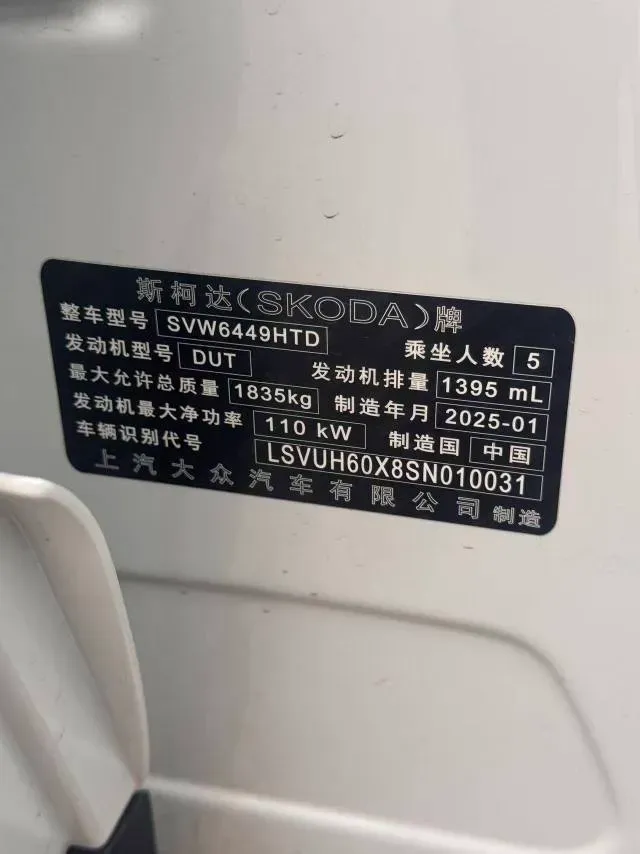 斯柯达(SKODA)牌
整车型号 SVW6449HTD 乘坐人数 5
发动机型号 DUT 发动机排量 1395 mL
最大允许总质量 1835kg 制造年月 2025-01
发动机最大净功率 110 kW 制造国 中国
车辆识别代号 LSVUH60X8SN010031
上汽大众汽车有限公司 制造